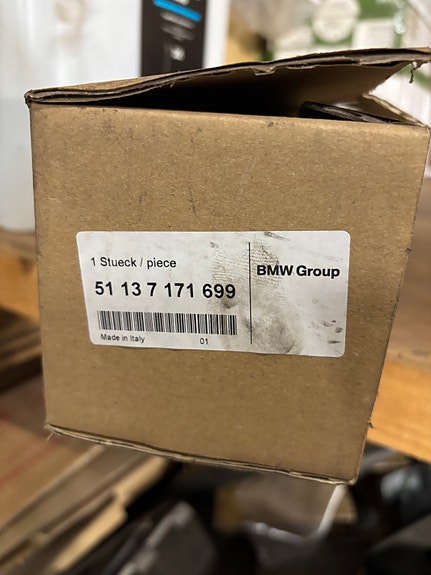 1 Stueck / piece
51 13 7 171 699
BMW Group
Made in Italy 01